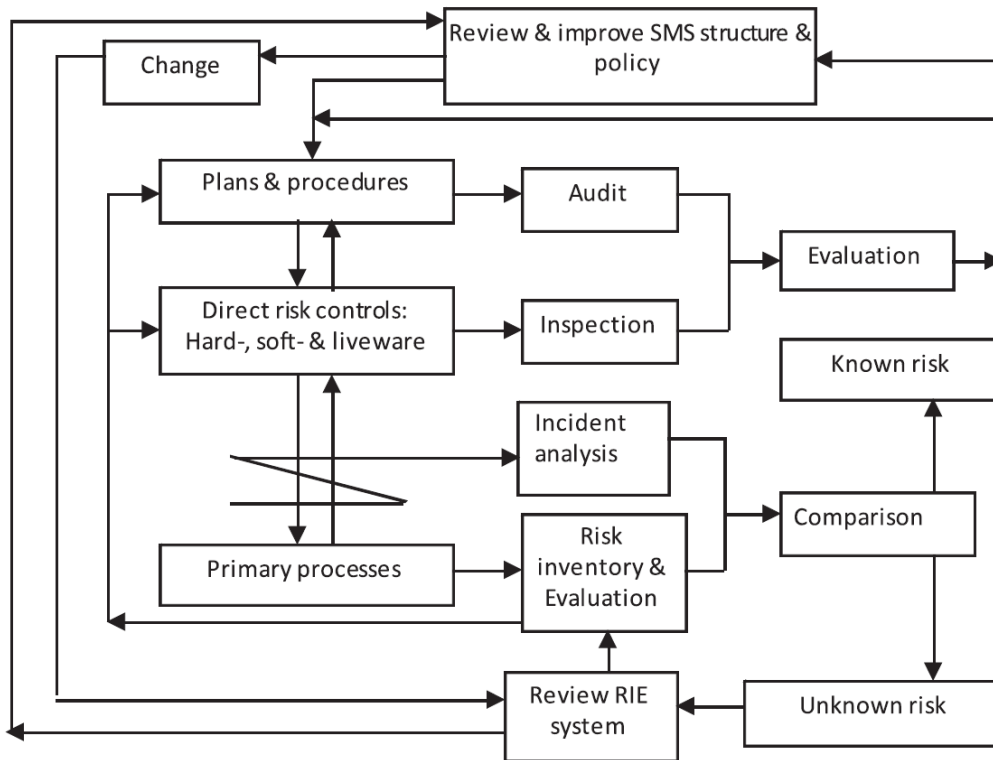 Review & improve SMS structure &
policy
Change
Plans & procedures
Audit
Evaluation
Direct risk controls:
Hard-, soft- & liveware
Inspection
Known risk
Incident
analysis
Comparison
Risk
inventory &
Evaluation
Primary processes
Review RIE
system
Unknown risk